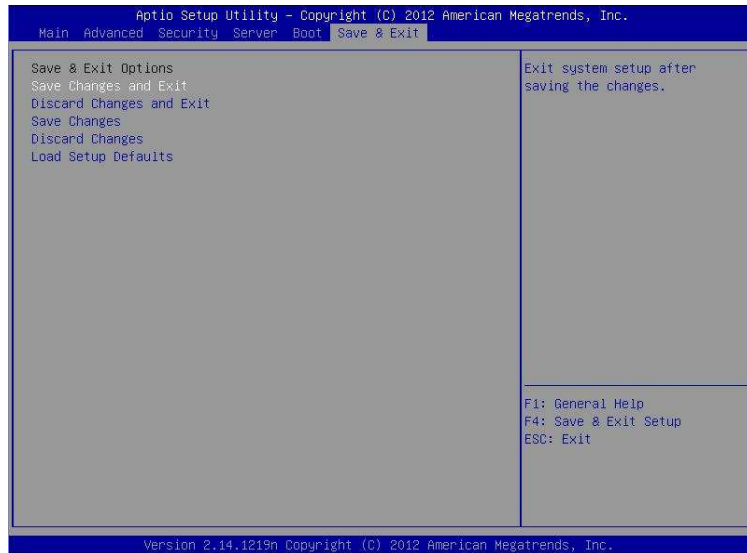 Aptio Setup Utility – Copyright (C) 2012 American Megatrends, Inc.
Main Advanced Security Server Boot Save & Exit
Save & Exit Options
Save Changes and Exit
Discard Changes and Exit
Save Changes
Discard Changes
Load Setup Defaults
Exit system setup after
saving the changes.
F1: General Help
F4: Save & Exit Setup
ESC: Exit
Version 2.14.1219n Copyright (C) 2012 American Megatrends, Inc.